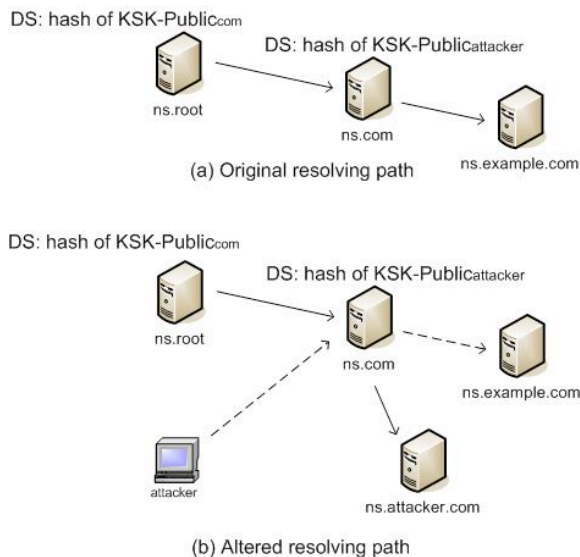 DS: hash of KSK-Publiccom
DS: hash of KSK-Publicattacker
ns.root
ns.com
ns.example.com
(a) Original resolving path
DS: hash of KSK-Publiccom
DS: hash of KSK-Publicattacker
ns.root
ns.com
ns.example.com
attacker
ns.attacker.com
(b) Altered resolving path